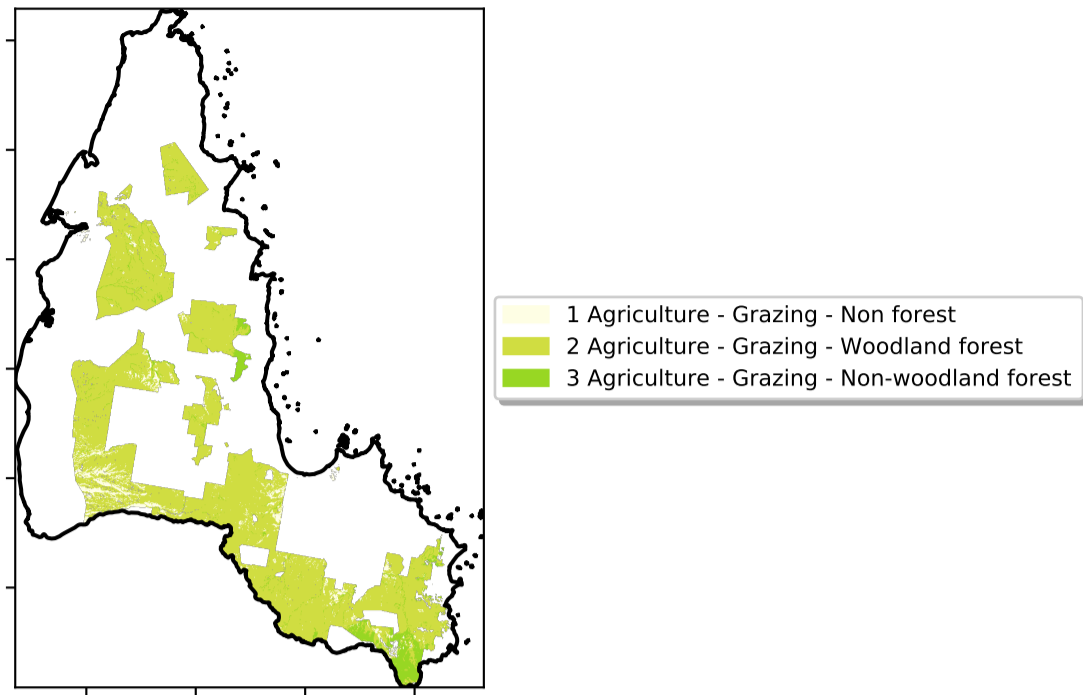 1 Agriculture - Grazing - Non forest
2 Agriculture - Grazing - Woodland forest
3 Agriculture - Grazing - Non-woodland forest